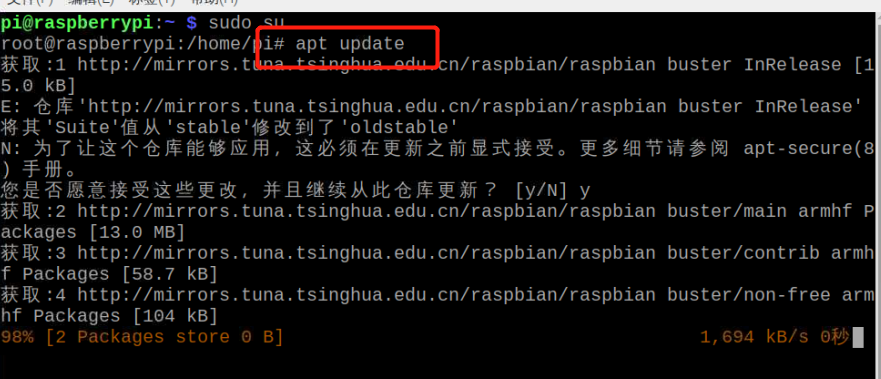 文件(F) 编辑(E) 标签(T) 帮助(H)
pi@raspberrypi:~ $ sudo su
root@raspberrypi:/home/pi# apt update
获取:1 http://mirrors.tuna.tsinghua.edu.cn/raspbian/raspbian buster InRelease [1
5.0 kB]
E: 仓库'http://mirrors.tuna.tsinghua.edu.cn/raspbian/raspbian buster InRelease'
将其'Suite'值从'stable'修改到了'oldstable'
N: 为了让这个仓库能够应用, 这必须在更新之前显式接受。更多细节请参阅 apt-secure(8
) 手册。
您是否愿意接受这些更改, 并且继续从此仓库更新? [y/N] y
获取:2 http://mirrors.tuna.tsinghua.edu.cn/raspbian/raspbian buster/main armhf P
ackages [13.0 MB]
获取:3 http://mirrors.tuna.tsinghua.edu.cn/raspbian/raspbian buster/contrib armh
f Packages [58.7 kB]
获取:4 http://mirrors.tuna.tsinghua.edu.cn/raspbian/raspbian buster/non-free arm
hf Packages [104 kB]
98% [2 Packages store 0 B] 1,694 kB/s 0秒